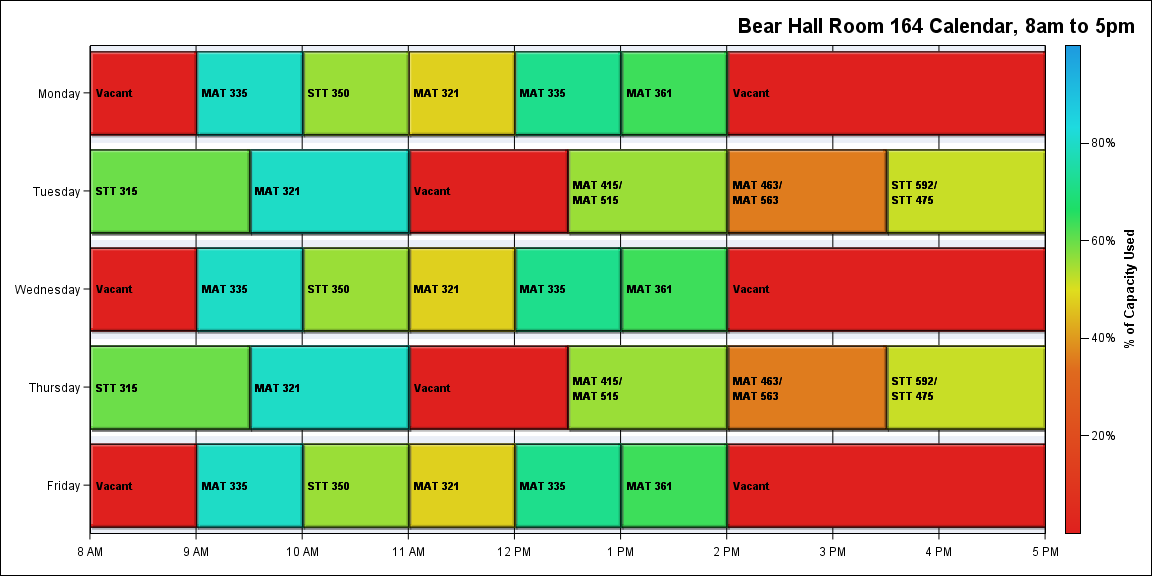 Bear Hall Room 164 Calendar, 8am to 5pm
Monday
Vacant
MAT 335
STT 350
MAT 321
MAT 335
MAT 361
Vacant
Tuesday
STT 315
MAT 321
Vacant
MAT 415/
MAT 515
MAT 463/
MAT 563
STT 592/
STT 475
Wednesday
Vacant
MAT 335
STT 350
MAT 321
MAT 335
MAT 361
Vacant
Thursday
STT 315
MAT 321
Vacant
MAT 415/
MAT 515
MAT 463/
MAT 563
STT 592/
STT 475
Friday
Vacant
MAT 335
STT 350
MAT 321
MAT 335
MAT 361
Vacant
8 AM
9 AM
10 AM
11 AM
12 PM
1 PM
2 PM
3 PM
4 PM
5 PM
80%
60%
40%
20%
% of Capacity Used